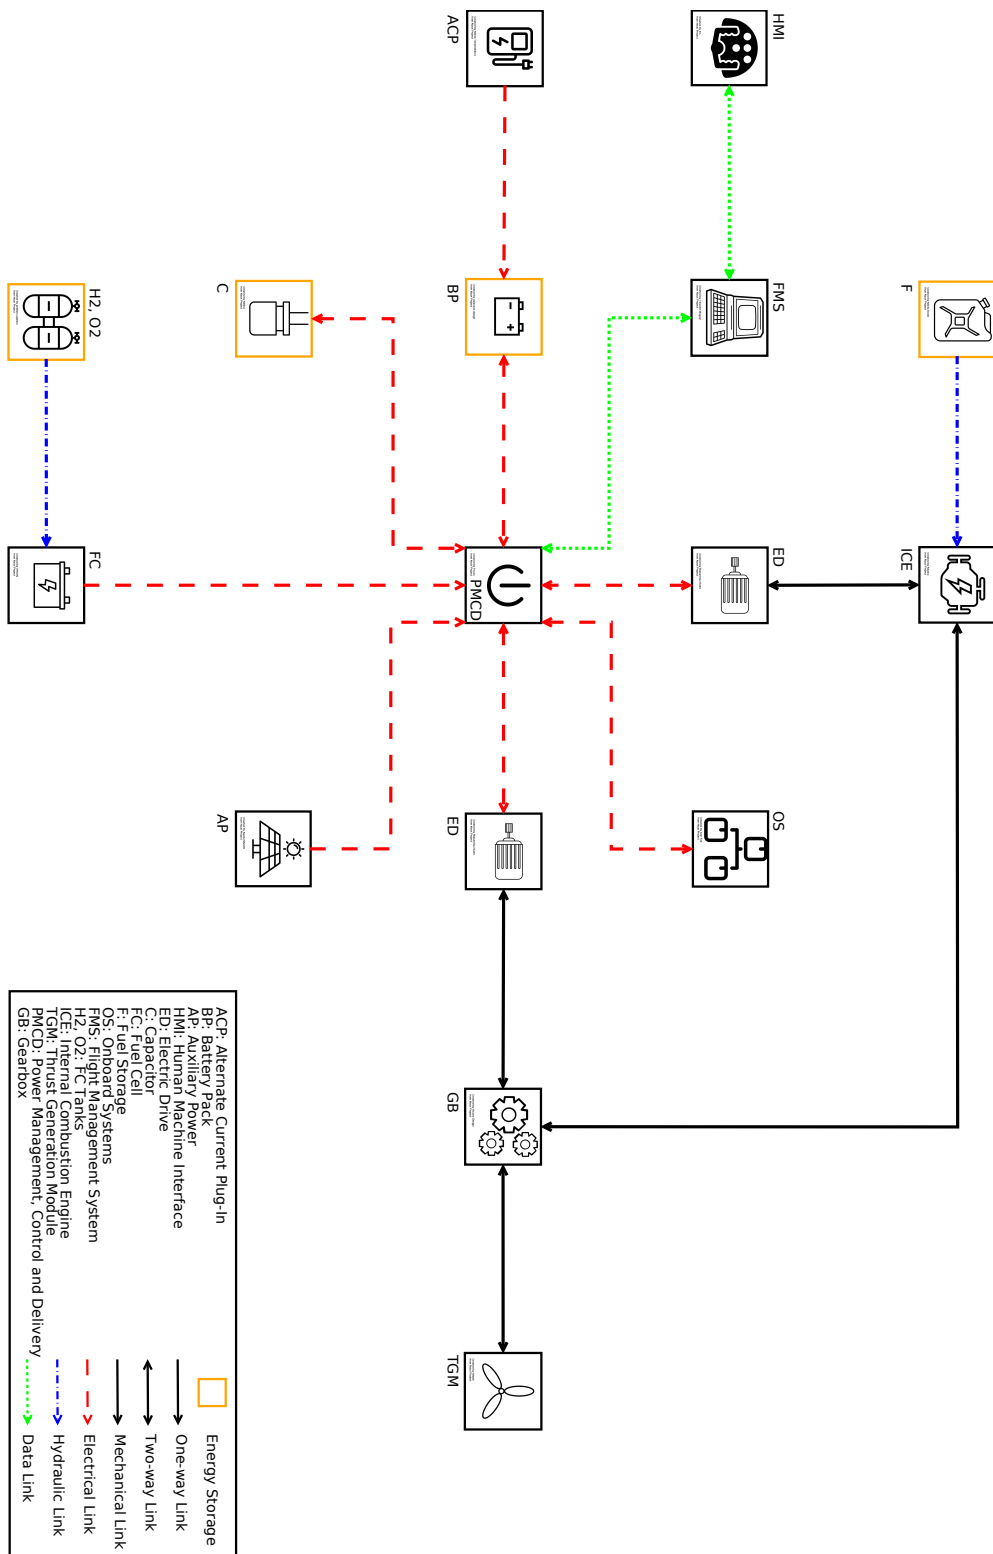 F
ICE
HMI
FMS
ED
OS
ACP
BP
PMCD
ED
GB
TGM
C
AP
H2, O2
FC
ACP: Alternate Current Plug-In
BP: Battery Pack
AP: Auxiliary Power
HMI: Human Machine Interface
ED: Electric Drive
C: Capacitor
FC: Fuel Cell
F: Fuel Storage
OS: Onboard Systems
FMS: Flight Management System
H2, O2: FC Tanks
ICE: Internal Combustion Engine
TGM: Thrust Generation Module
PMCD: Power Management, Control and Delivery
GB: Gearbox
Energy Storage
One-way Link
Two-way Link
Mechanical Link
Electrical Link
Hydraulic Link
Data Link